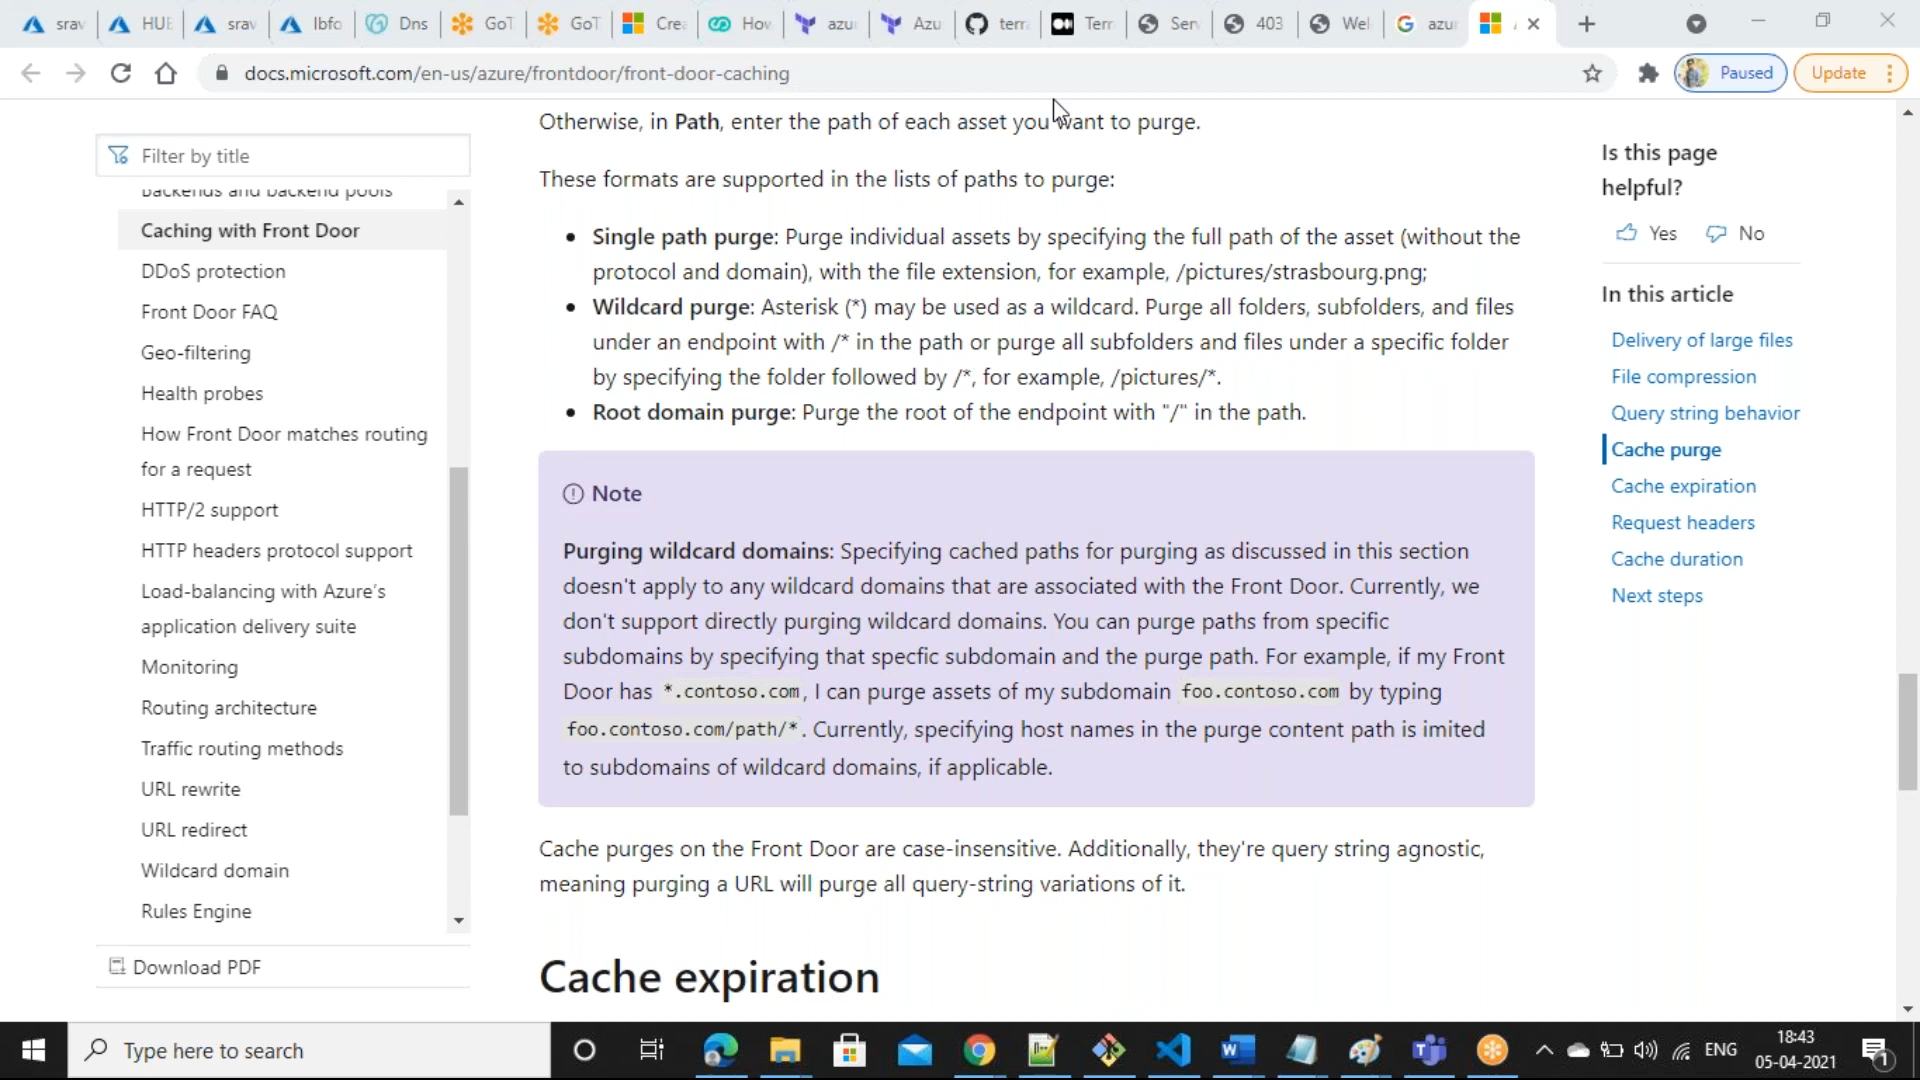 srav
HUB
srav
lbfo
Dns
GoT
GoT
Crea
How
azu
Azu
terra
Terr
Serv
403
Wel
azu
docs.microsoft.com/en-us/azure/frontdoor/front-door-caching
Paused
Update
Filter by title
Backends and backend pools
Caching with Front Door
DDoS protection
Front Door FAQ
Geo-filtering
Health probes
How Front Door matches routing
for a request
HTTP/2 support
HTTP headers protocol support
Load-balancing with Azure's
application delivery suite
Monitoring
Routing architecture
Traffic routing methods
URL rewrite
URL redirect
Wildcard domain
Rules Engine
Download PDF
Otherwise, in Path, enter the path of each asset you want to purge.
These formats are supported in the lists of paths to purge:
• Single path purge: Purge individual assets by specifying the full path of the asset (without the
protocol and domain), with the file extension, for example, /pictures/strasbourg.png;
• Wildcard purge: Asterisk (*) may be used as a wildcard. Purge all folders, subfolders, and files
under an endpoint with /* in the path or purge all subfolders and files under a specific folder
by specifying the folder followed by /*, for example, /pictures/*.
• Root domain purge: Purge the root of the endpoint with "/" in the path.
Note
Purging wildcard domains: Specifying cached paths for purging as discussed in this section
doesn't apply to any wildcard domains that are associated with the Front Door. Currently, we
don't support directly purging wildcard domains. You can purge paths from specific
subdomains by specifying that specfic subdomain and the purge path. For example, if my Front
Door has *.contoso.com, I can purge assets of my subdomain foo.contoso.com by typing
foo.contoso.com/path/*. Currently, specifying host names in the purge content path is imited
to subdomains of wildcard domains, if applicable.
Cache purges on the Front Door are case-insensitive. Additionally, they're query string agnostic,
meaning purging a URL will purge all query-string variations of it.
Cache expiration
Is this page
helpful?
Yes
No
In this article
Delivery of large files
File compression
Query string behavior
Cache purge
Cache expiration
Request headers
Cache duration
Next steps
Type here to search
ENG
18:43
05-04-2021
1